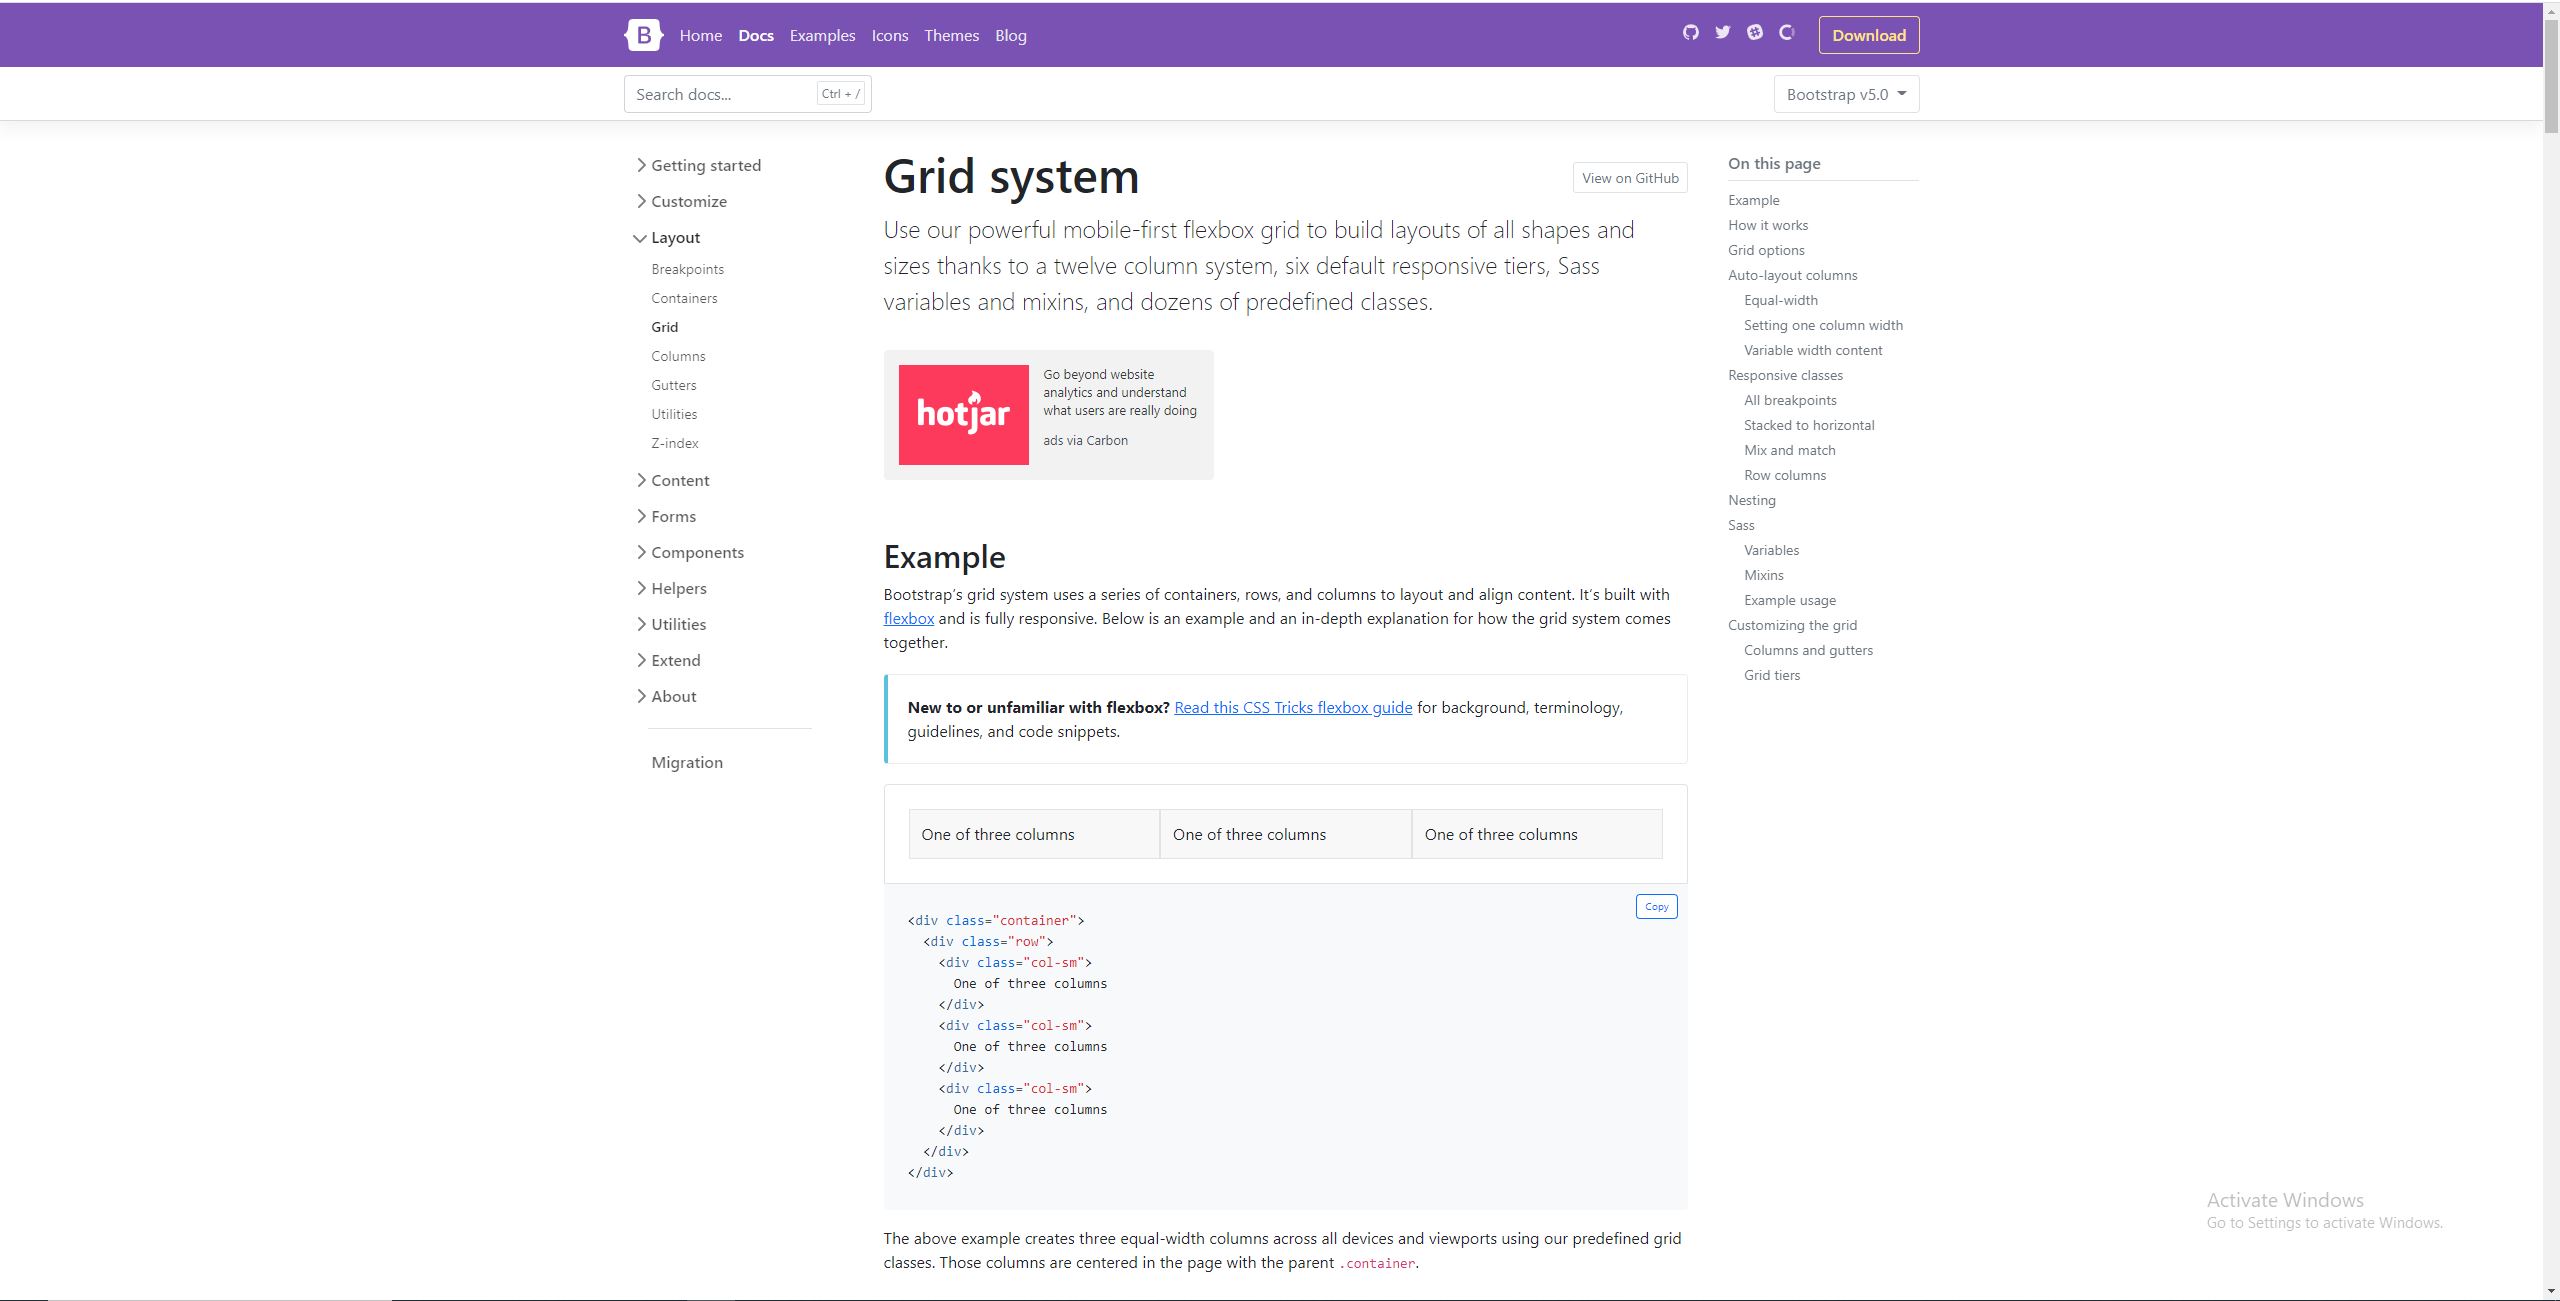 B Home Docs Examples Icons Themes Blog Download
Search docs... Ctrl + / Bootstrap v5.0
Getting started
Customize
Layout
Breakpoints
Containers
Grid
Columns
Gutters
Utilities
Z-index
Content
Forms
Components
Helpers
Utilities
Extend
About
Migration
Grid system
View on GitHub
Use our powerful mobile-first flexbox grid to build layouts of all shapes and
sizes thanks to a twelve column system, six default responsive tiers, Sass
variables and mixins, and dozens of predefined classes.
hotjar
Go beyond website
analytics and understand
what users are really doing
ads via Carbon
Example
Bootstrap's grid system uses a series of containers, rows, and columns to layout and align content. It's built with
flexbox and is fully responsive. Below is an example and an in-depth explanation for how the grid system comes
together.
New to or unfamiliar with flexbox? Read this CSS Tricks flexbox guide for background, terminology,
guidelines, and code snippets.
One of three columns One of three columns One of three columns
Copy
<div class="container">
  <div class="row">
    <div class="col-sm">
      One of three columns
    </div>
    <div class="col-sm">
      One of three columns
    </div>
    <div class="col-sm">
      One of three columns
    </div>
  </div>
</div>
The above example creates three equal-width columns across all devices and viewports using our predefined grid
classes. Those columns are centered in the page with the parent .container.
On this page
Example
How it works
Grid options
Auto-layout columns
Equal-width
Setting one column width
Variable width content
Responsive classes
All breakpoints
Stacked to horizontal
Mix and match
Row columns
Nesting
Sass
Variables
Mixins
Example usage
Customizing the grid
Columns and gutters
Grid tiers
Activate Windows
Go to Settings to activate Windows.